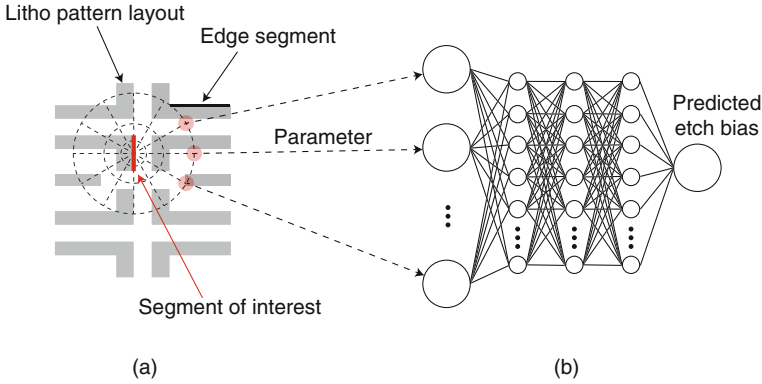 Litho pattern layout
Edge segment
Parameter
Segment of interest
Predicted
etch bias
(a)
(b)